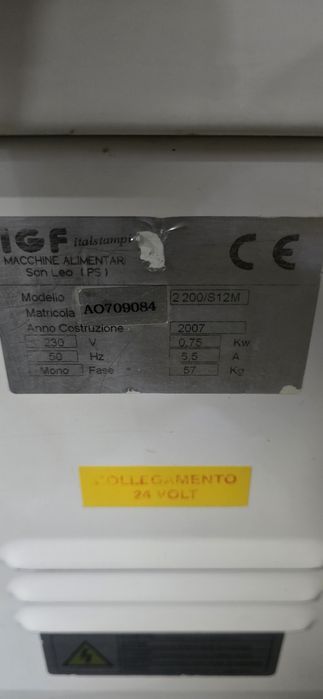 IGF Italstampi
MACCHINE ALIMENTARI
San Leo (PS)
CE
Modello 2200/S12M
Matricola AO709084
Anno Costruzione 2007
230 V 0,75 Kw
50 Hz 5,5 A
Mono Fase 57 Kg
COLLEGAMENTO
24 VOLT